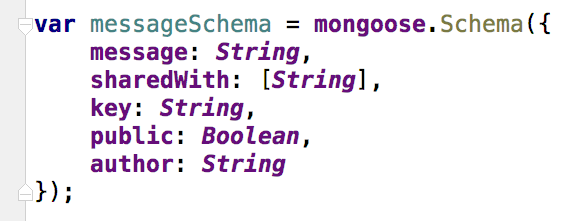 var messageSchema = mongoose.Schema({
    message: String,
    sharedWith: [String],
    key: String,
    public: Boolean,
    author: String
});